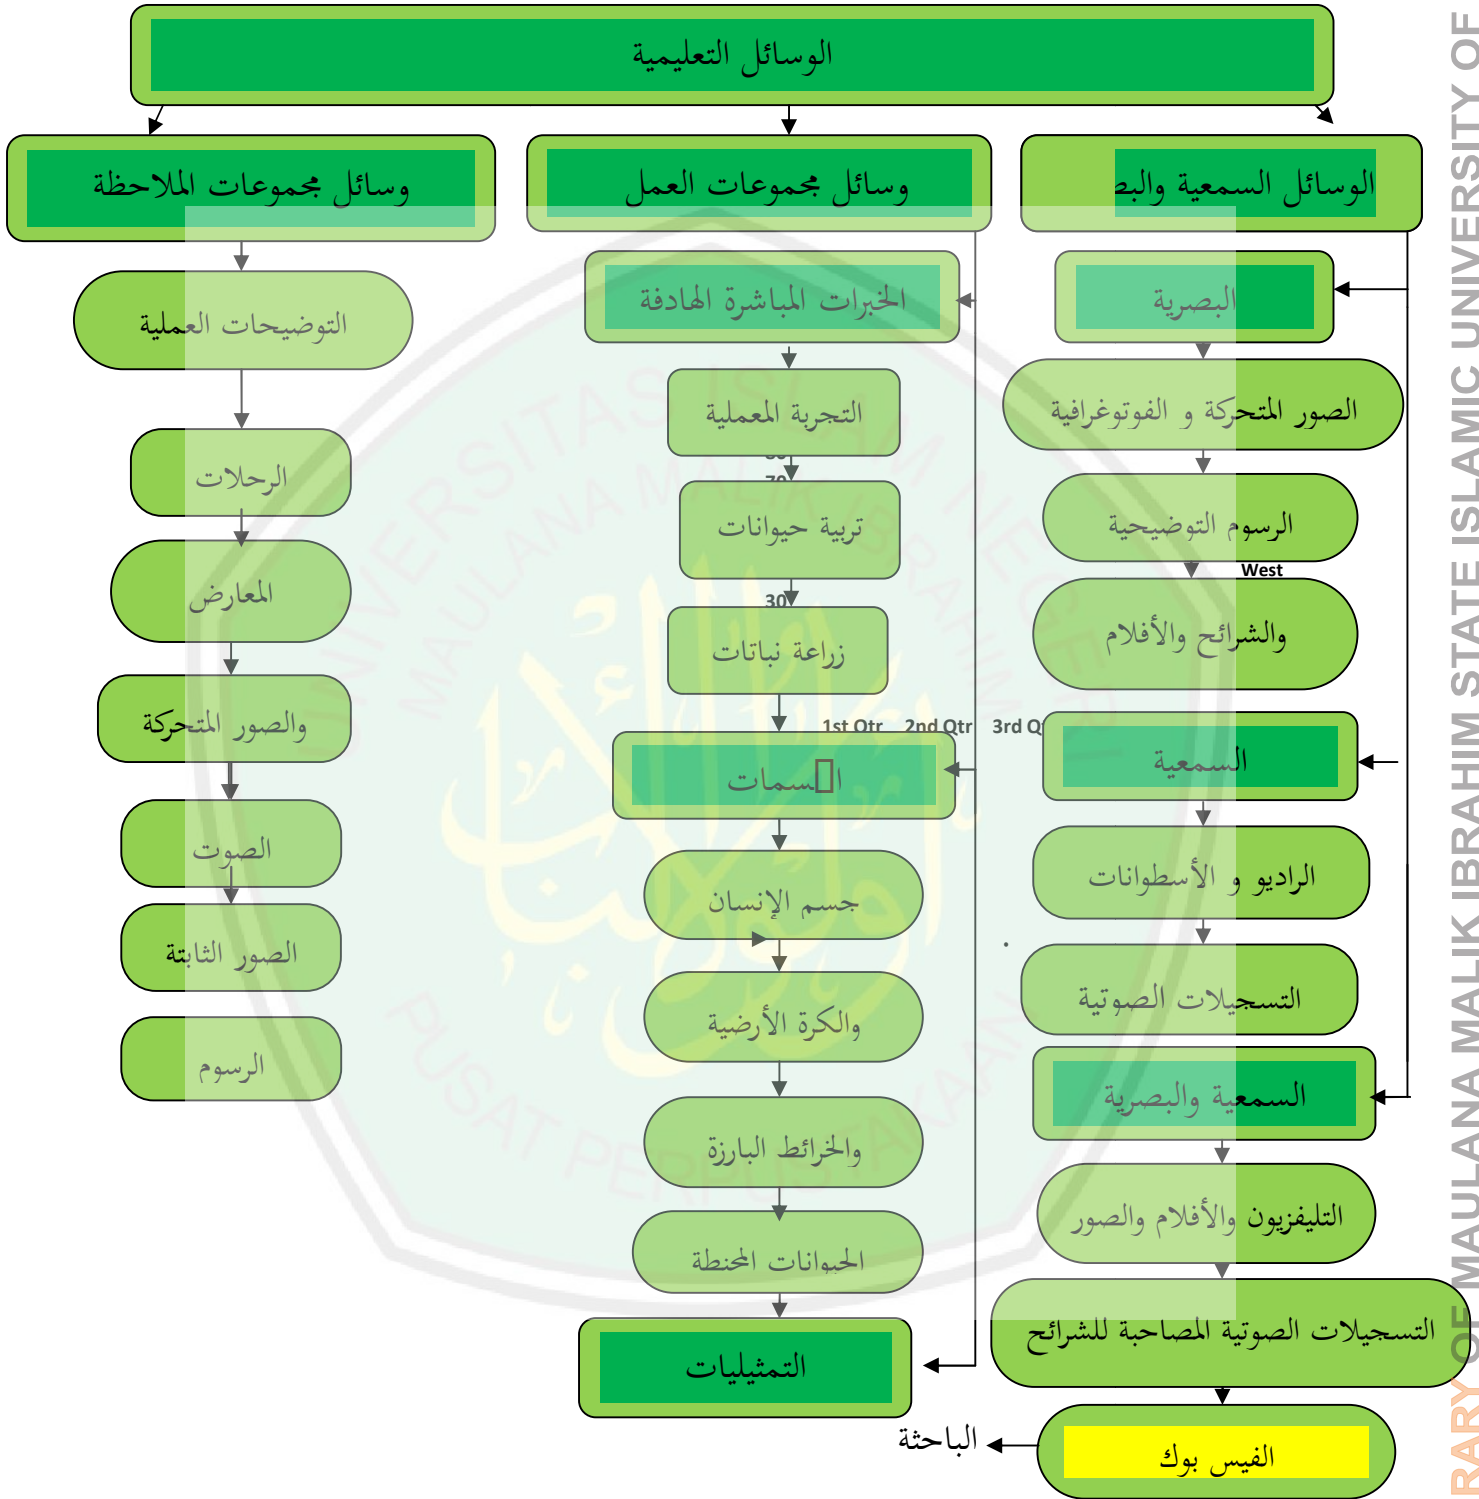 الوسائل التعليمية
الوسائل السمعية والبص
البصرية
الصور المتحركة و الفوتوغرافية
الرسوم التوضيحية
West
والشرائح والأفلام
السمعية
الراديو و الأسطوانات
التسجيلات الصوتية
السمعية والبصرية
التليفزيون والأفلام والصور
التسجيلات الصوتية المصاحبة للشرائح
الفيس بوك
الباحثة
وسائل مجموعات العمل
الخبرات المباشرة الهادفة
التجربة المعملية
تربية حيوانات
30
زراعة نباتات
1st Qtr 2nd Qtr 3rd Q
جسم الإنسان
والكرة الأرضية
والخرائط البارزة
الحيوانات المحنطة
التمثيليات
وسائل مجموعات الملاحظة
التوضيحات العملية
الرحلات
المعارض
والصور المتحركة
الصوت
الصور الثابتة
الرسوم
UNIVERSITAS ISLAM NEGERI
MAULANA MALIK IBRAHIM
PUSAT PERPUSTAKAAN
RARY OF MAULANA MALIK IBRAHIM STATE ISLAMIC UNIVERSITY OF